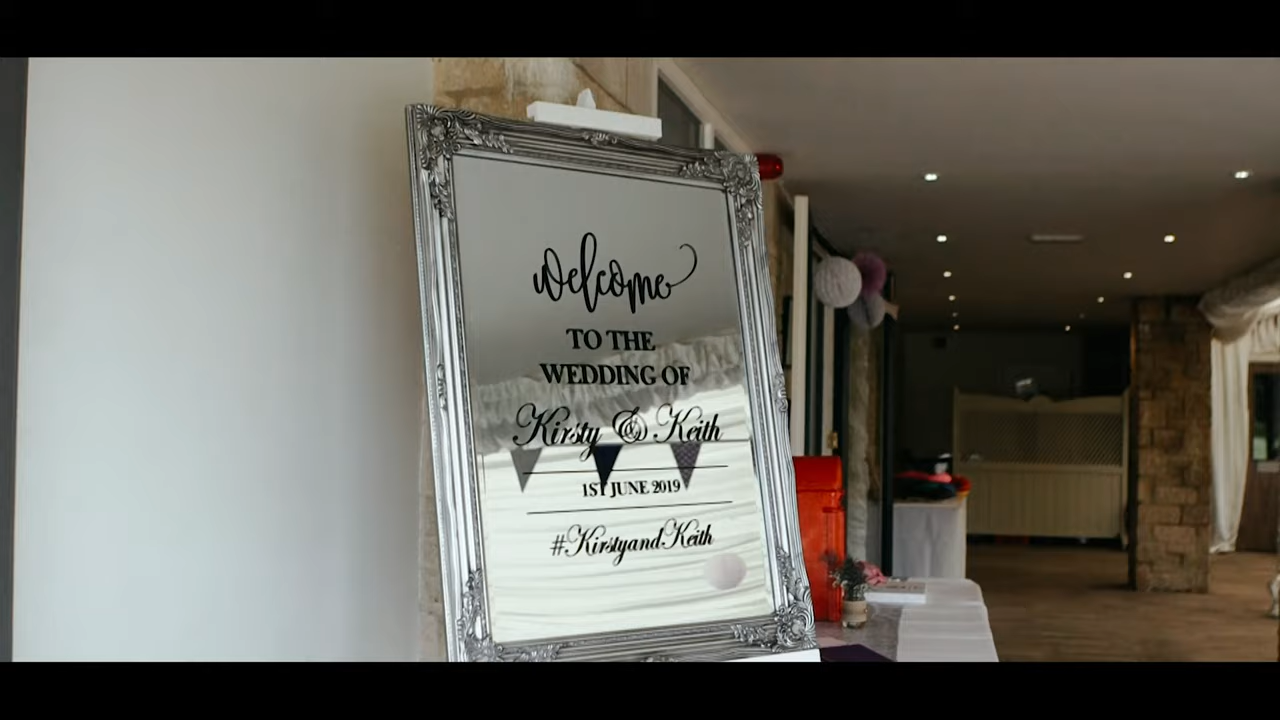 welcome
TO THE
WEDDING OF
Kirsty & Keith
1ST JUNE 2019
#KirstyandKeith